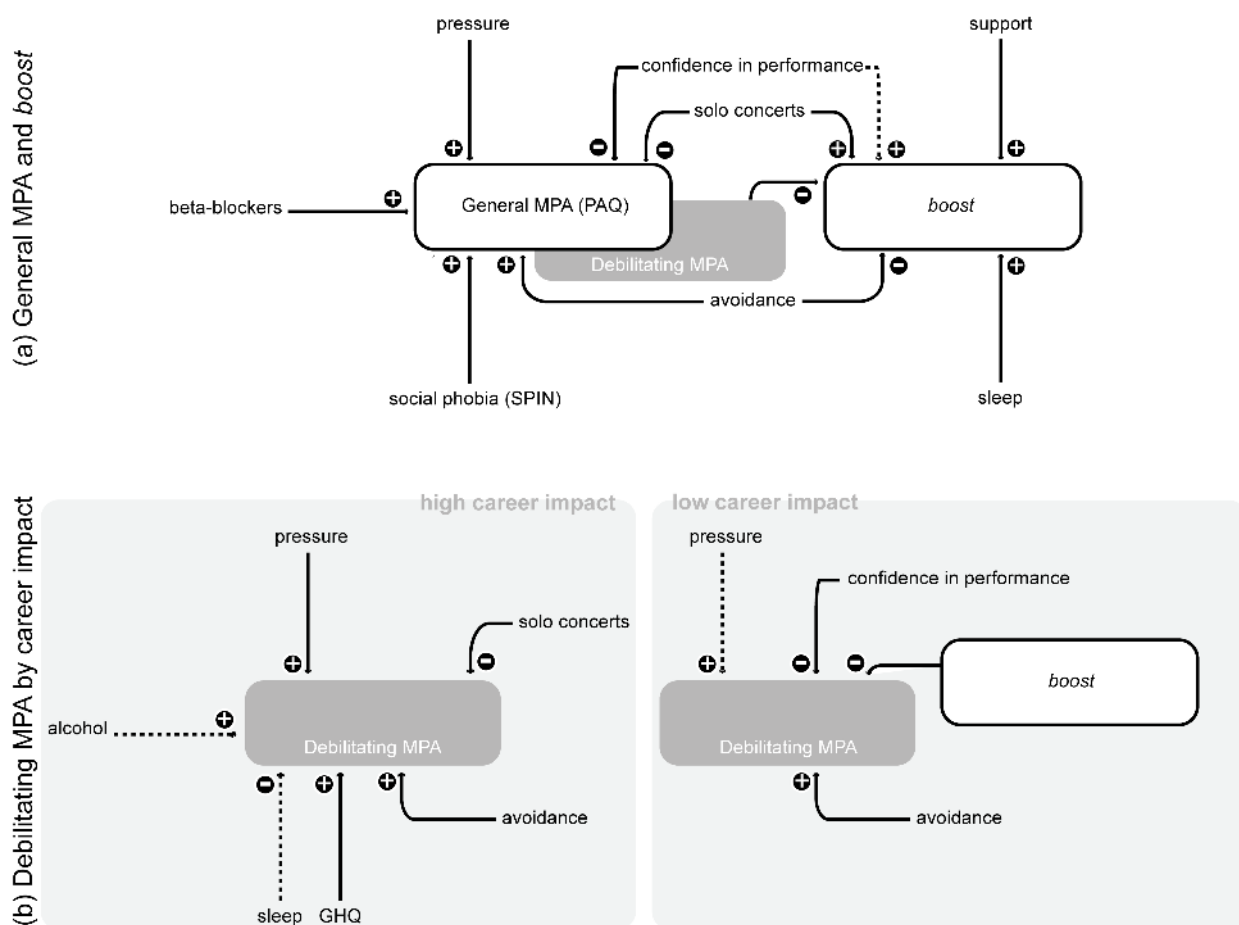 (a) General MPA and boost
pressure
support
confidence in performance
solo concerts
+
-
-
+
+
+
beta-blockers
+
General MPA (PAQ)
-
boost
Debilitating MPA
+
+
-
+
avoidance
social phobia (SPIN)
sleep
(b) Debilitating MPA by career impact
high career impact
low career impact
pressure
pressure
confidence in performance
solo concerts
+
-
+
-
-
boost
alcohol
+
Debilitating MPA
Debilitating MPA
-
+
+
+
avoidance
avoidance
sleep
GHQ